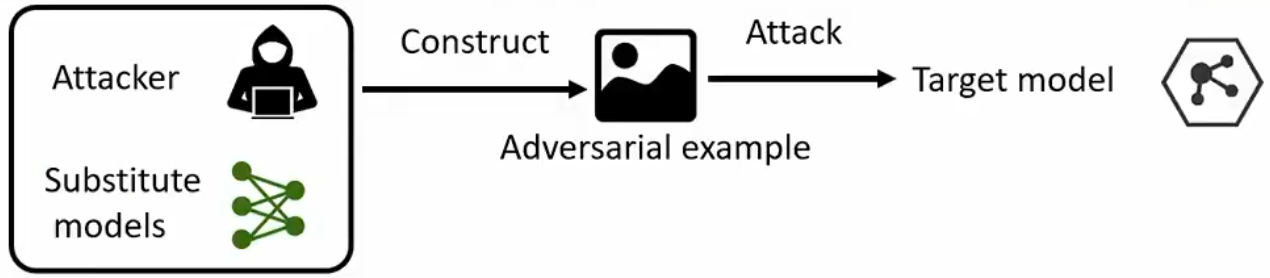 Attacker
Substitute
models
Construct
Adversarial example
Attack
Target model